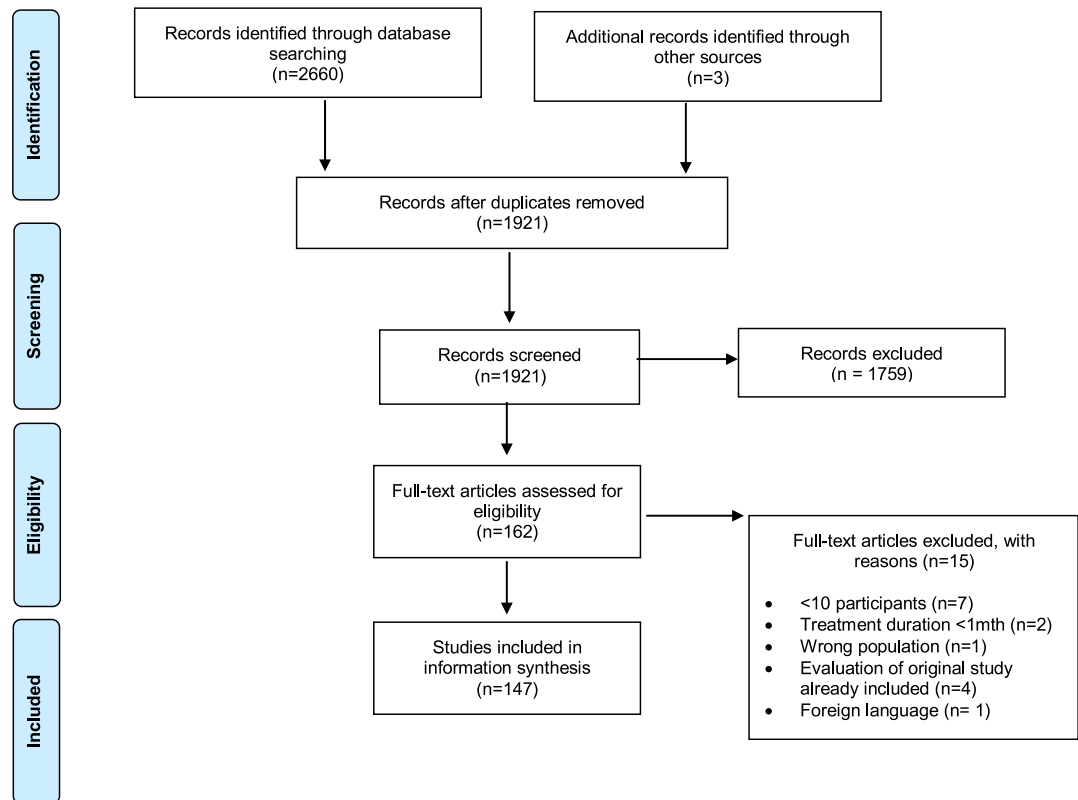 Identification
Records identified through database
searching
(n=2660)
Additional records identified through
other sources
(n=3)
Records after duplicates removed
(n=1921)
Screening
Records screened
(n=1921)
Records excluded
(n = 1759)
Eligibility
Full-text articles assessed for
eligibility
(n=162)
Full-text articles excluded, with
reasons (n=15)
• <10 participants (n=7)
• Treatment duration <1mth (n=2)
• Wrong population (n=1)
• Evaluation of original study
already included (n=4)
• Foreign language (n= 1)
Included
Studies included in
information synthesis
(n=147)